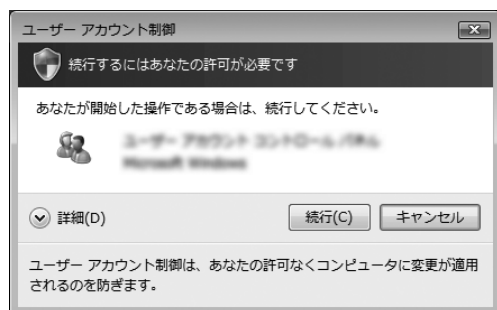 ユーザー アカウント制御
続行するにはあなたの許可が必要です
あなたが開始した操作である場合は、続行してください。
詳細(D)
続行(C)
キャンセル
ユーザー アカウント制御は、あなたの許可なくコンピュータに変更が適用
されるのを防ぎます。